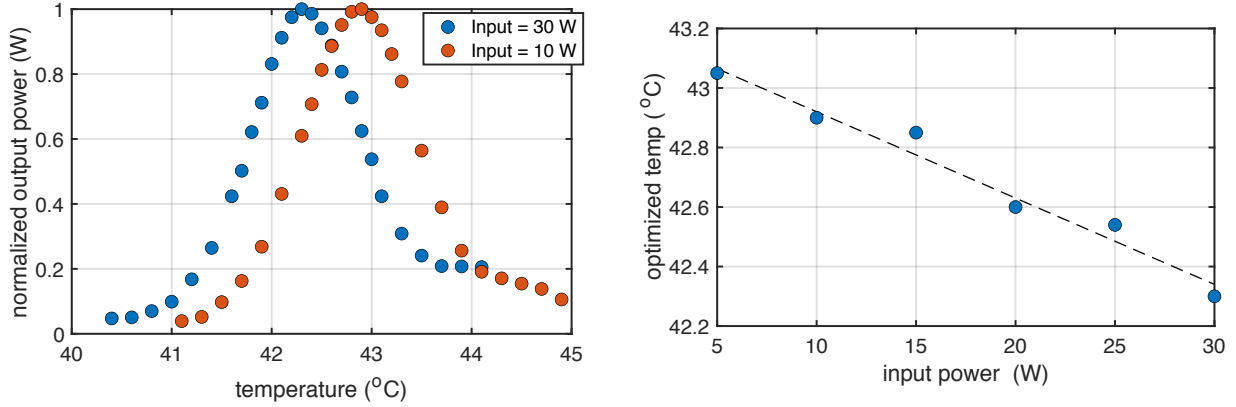 normalized output power (W)
1
0.8
0.6
0.4
0.2
0
Input = 30 W
Input = 10 W
40 41 42 43 44 45
temperature (°C)
optimized temp (°C)
43.2
43
42.8
42.6
42.4
42.2
5 10 15 20 25 30
input power (W)